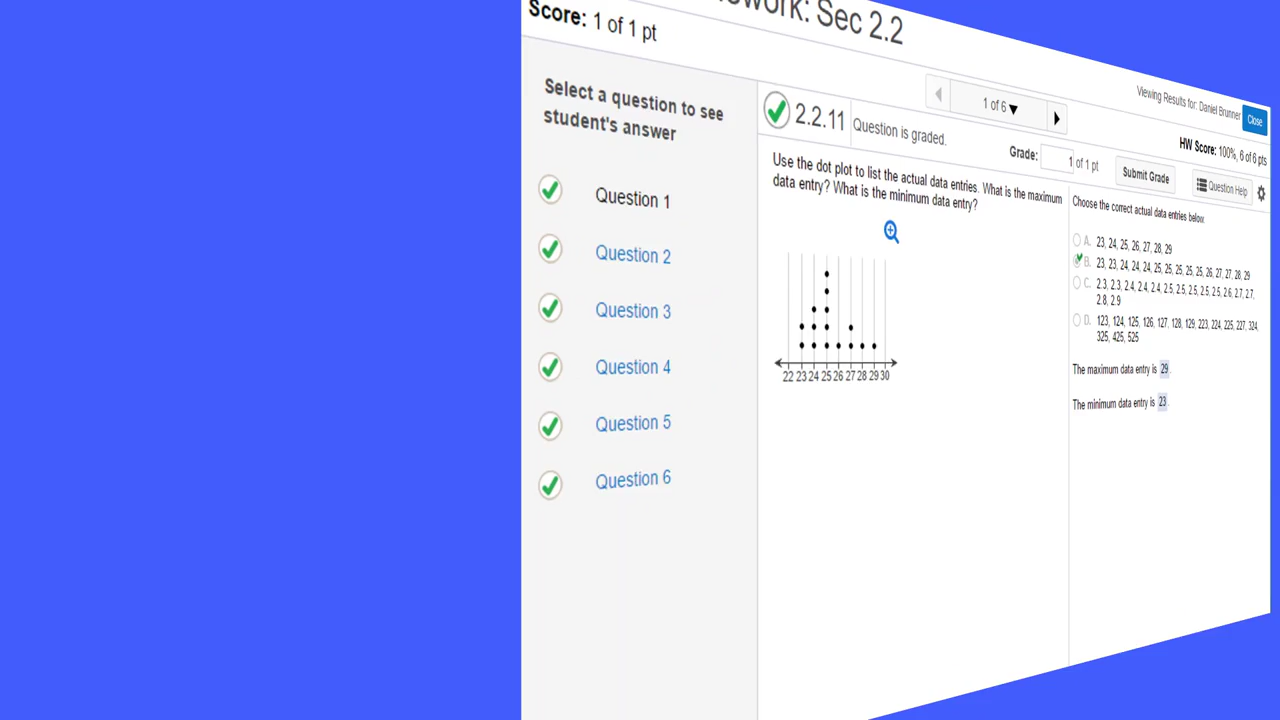 work: Sec 2.2
Score: 1 of 1 pt
Viewing Results for: Daniel Brunner
Close
1 of 6
HW Score: 100%, 6 of 6 pts
Select a question to see
student's answer
2.2.11
Question is graded.
Grade:
1 of 1 pt
Submit Grade
Question Help
Question 1
Question 2
Question 3
Question 4
Question 5
Question 6
Use the dot plot to list the actual data entries. What is the maximum
data entry? What is the minimum data entry?
22 23 24 25 26 27 28 29 30
Choose the correct actual data entries below.
A. 23, 24, 25, 26, 27, 28, 29
B. 23, 23, 24, 24, 24, 25, 25, 25, 25, 25, 26, 27, 27, 28, 29
C. 2.3, 2.3, 2.4, 2.4, 2.4, 2.5, 2.5, 2.5, 2.5, 2.5, 2.6, 2.7, 2.7,
2.8, 2.9
D. 123, 124, 125, 126, 127, 128, 129, 223, 224, 225, 227, 324,
325, 425, 525
The maximum data entry is 29.
The minimum data entry is 23.